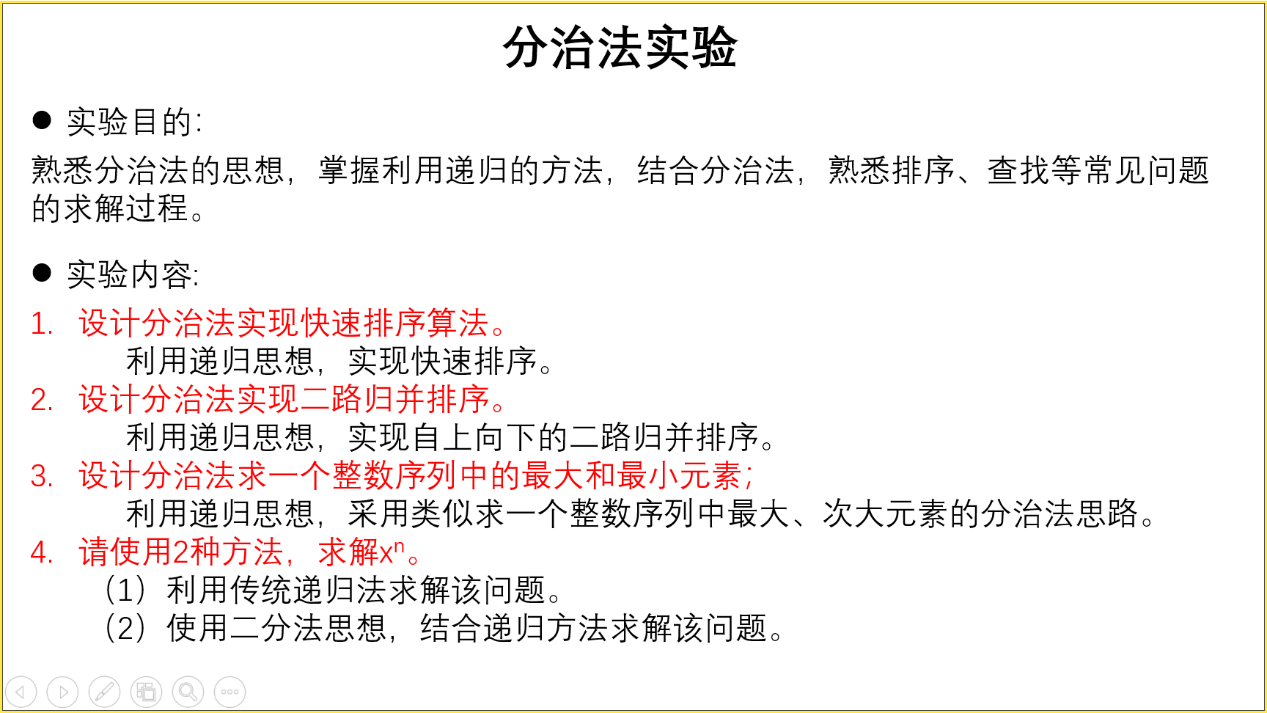 分治法实验
● 实验目的:
熟悉分治法的思想，掌握利用递归的方法，结合分治法，熟悉排序、查找等常见问题
的求解过程。
● 实验内容:
1. 设计分治法实现快速排序算法。
利用递归思想，实现快速排序。
2. 设计分治法实现二路归并排序。
利用递归思想，实现自上向下的二路归并排序。
3. 设计分治法求一个整数序列中的最大和最小元素；
利用递归思想，采用类似求一个整数序列中最大、次大元素的分治法思路。
4. 请使用2种方法，求解xⁿ。
（1）利用传统递归法求解该问题。
（2）使用二分法思想，结合递归方法求解该问题。